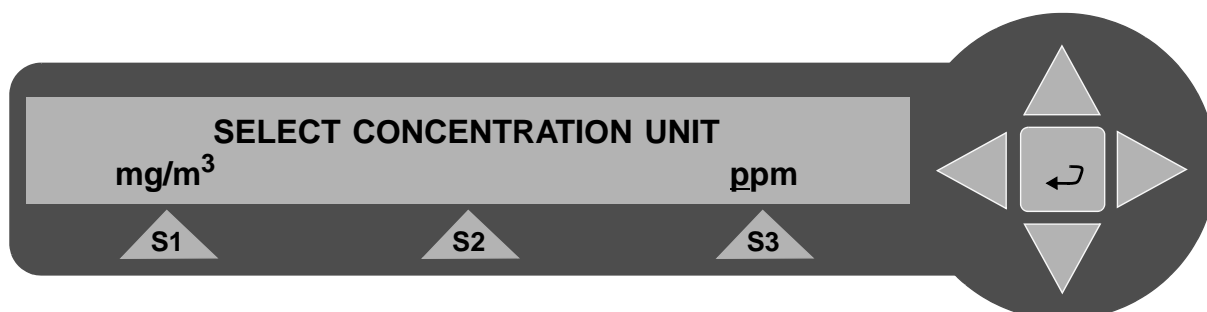 SELECT CONCENTRATION UNIT
mg/m³ ppm
S1 S2 S3